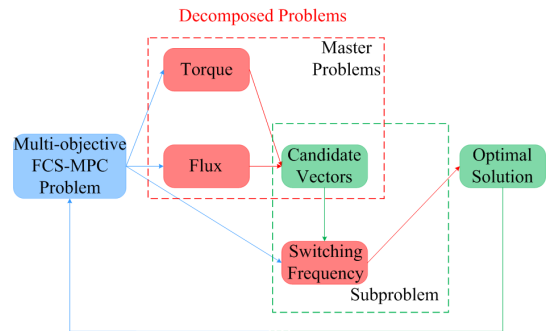 Decomposed Problems
Master
Problems
Torque
Multi-objective
FCS-MPC
Problem
Flux
Candidate
Vectors
Optimal
Solution
Switching
Frequency
Subproblem